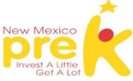 New Mexico
pre k
Invest A Little
Get A Lot